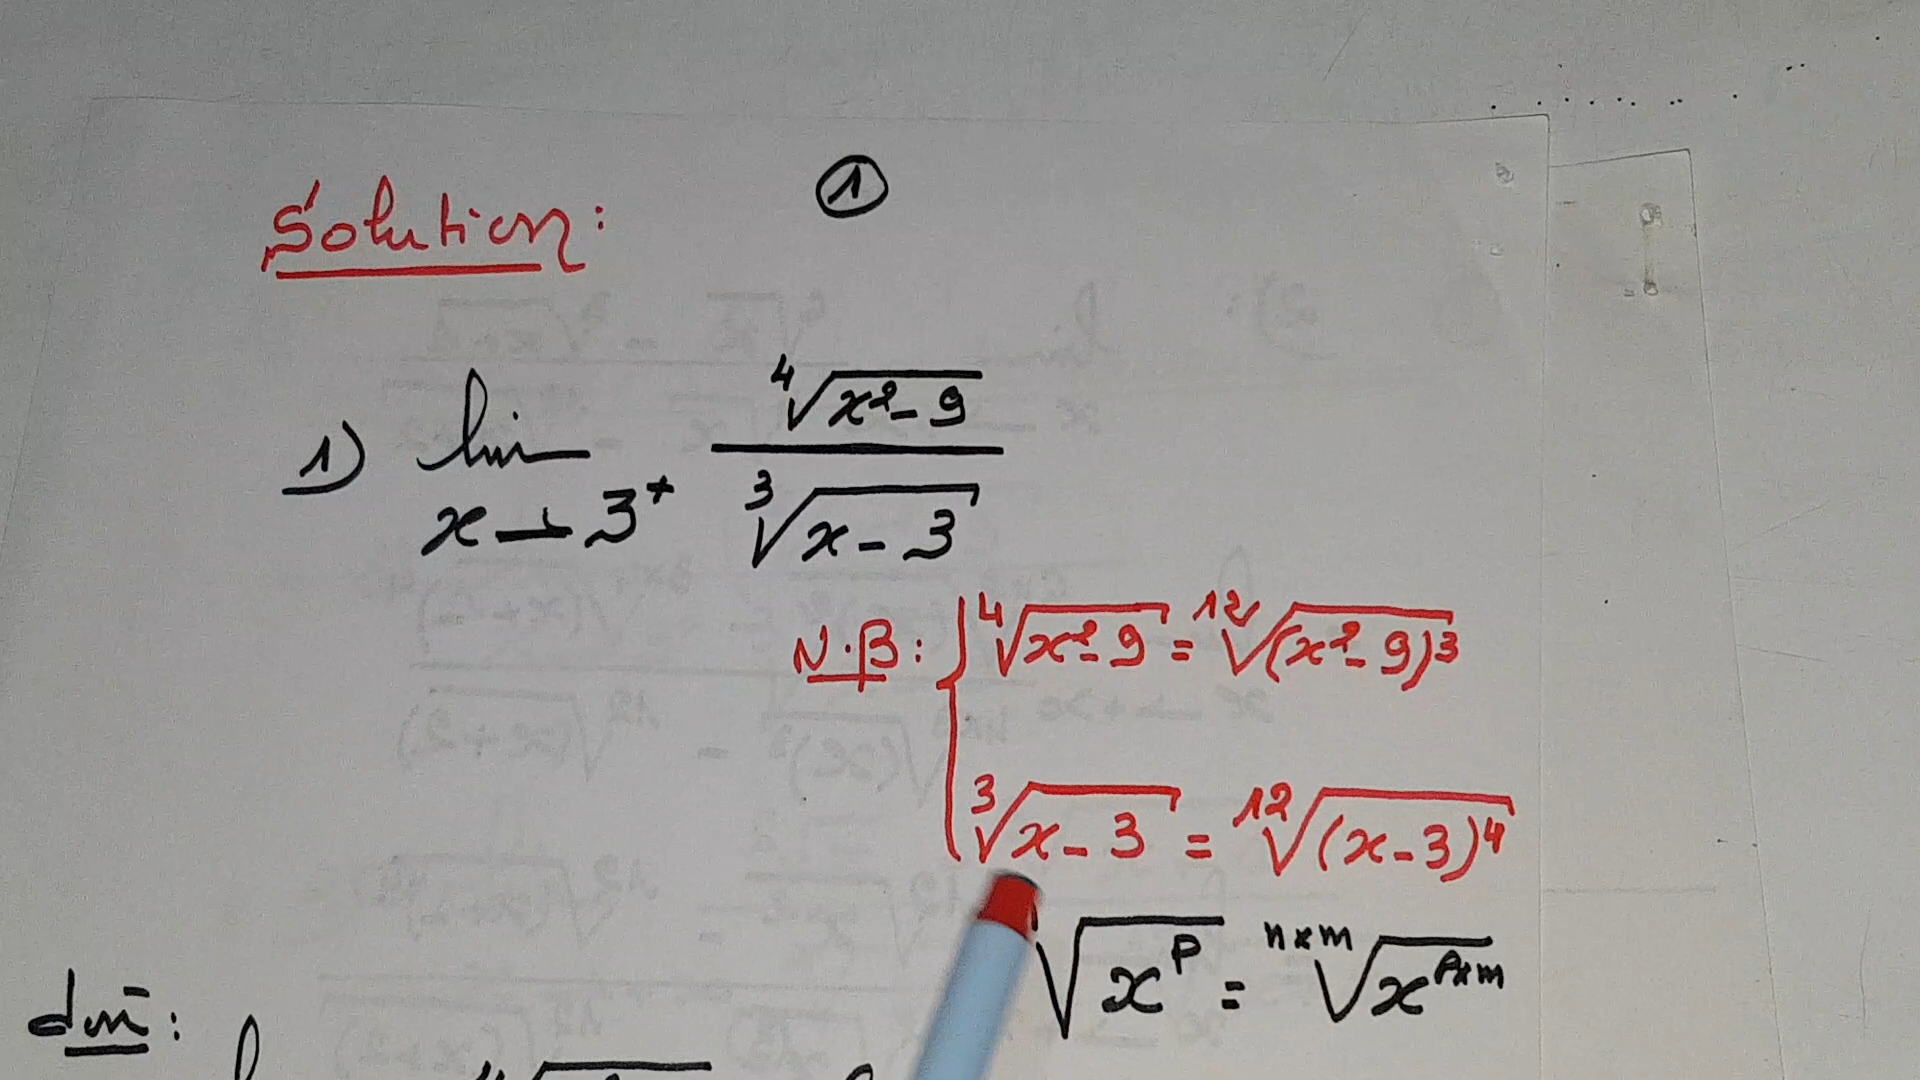 ①
Solution:
1) lim x→3⁺ ⁴√(x²-9) / ³√(x-3)
N.B: { ⁴√(x²-9) = ¹²√(x²-9)³
³√(x-3) = ¹²√(x-3)⁴
√x^p = ⁿˣᵐ√x^(p×m)